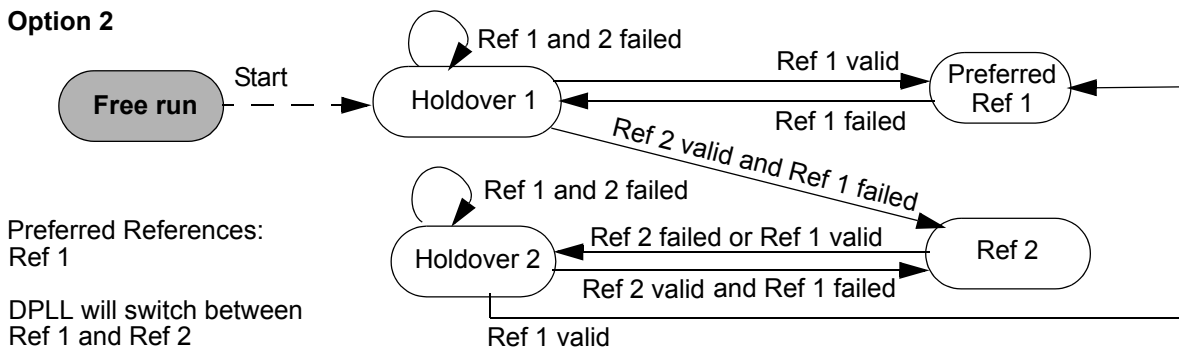 Option 2
Ref 1 and 2 failed
Start
Free run
Holdover 1
Ref 1 valid
Ref 1 failed
Preferred
Ref 1
Ref 2 valid and Ref 1 failed
Ref 1 and 2 failed
Preferred References:
Ref 1
Holdover 2
Ref 2 failed or Ref 1 valid
Ref 2 valid and Ref 1 failed
Ref 2
DPLL will switch between
Ref 1 and Ref 2
Ref 1 valid